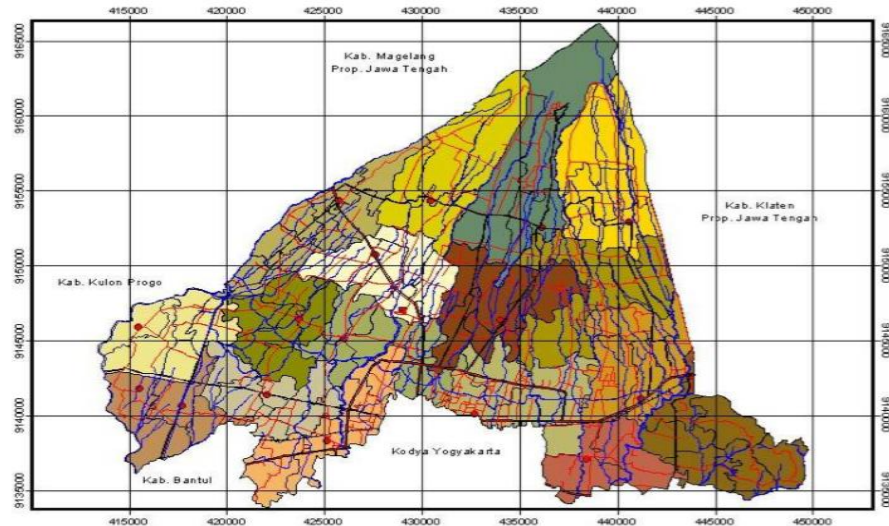 415000 420000 425000 430000 435000 440000 445000 450000
9165000
Kab. Magelang
Prop. Jawa Tengah
9160000 9160000
9155000
Kab. Klaten
Prop. Jawa Tengah
9150000
Kab. Kulon Progo
9145000
9140000
Kodya Yogyakarta
Kab. Bantul
9135000
415000 420000 425000 430000 435000 440000 445000 450000